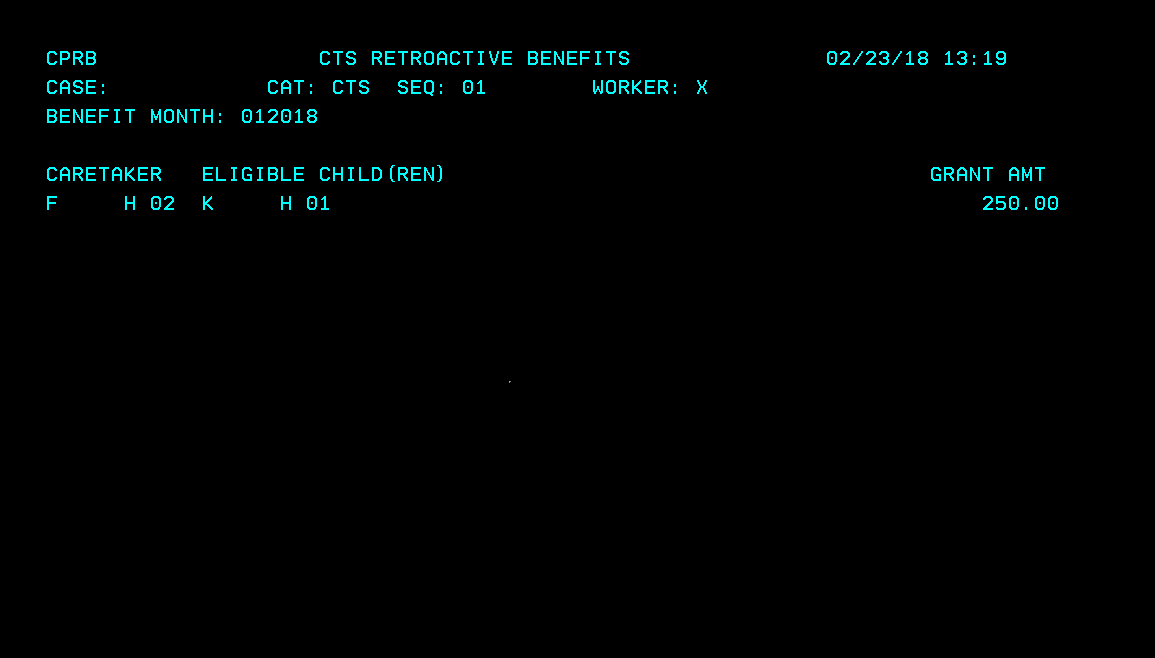 CPRB CTS RETROACTIVE BENEFITS 02/23/18 13:19
CASE: CAT: CTS SEQ: 01 WORKER: X
BENEFIT MONTH: 012018
CARETAKER ELIGIBLE CHILD(REN) GRANT AMT
F H 02 K H 01 250.00